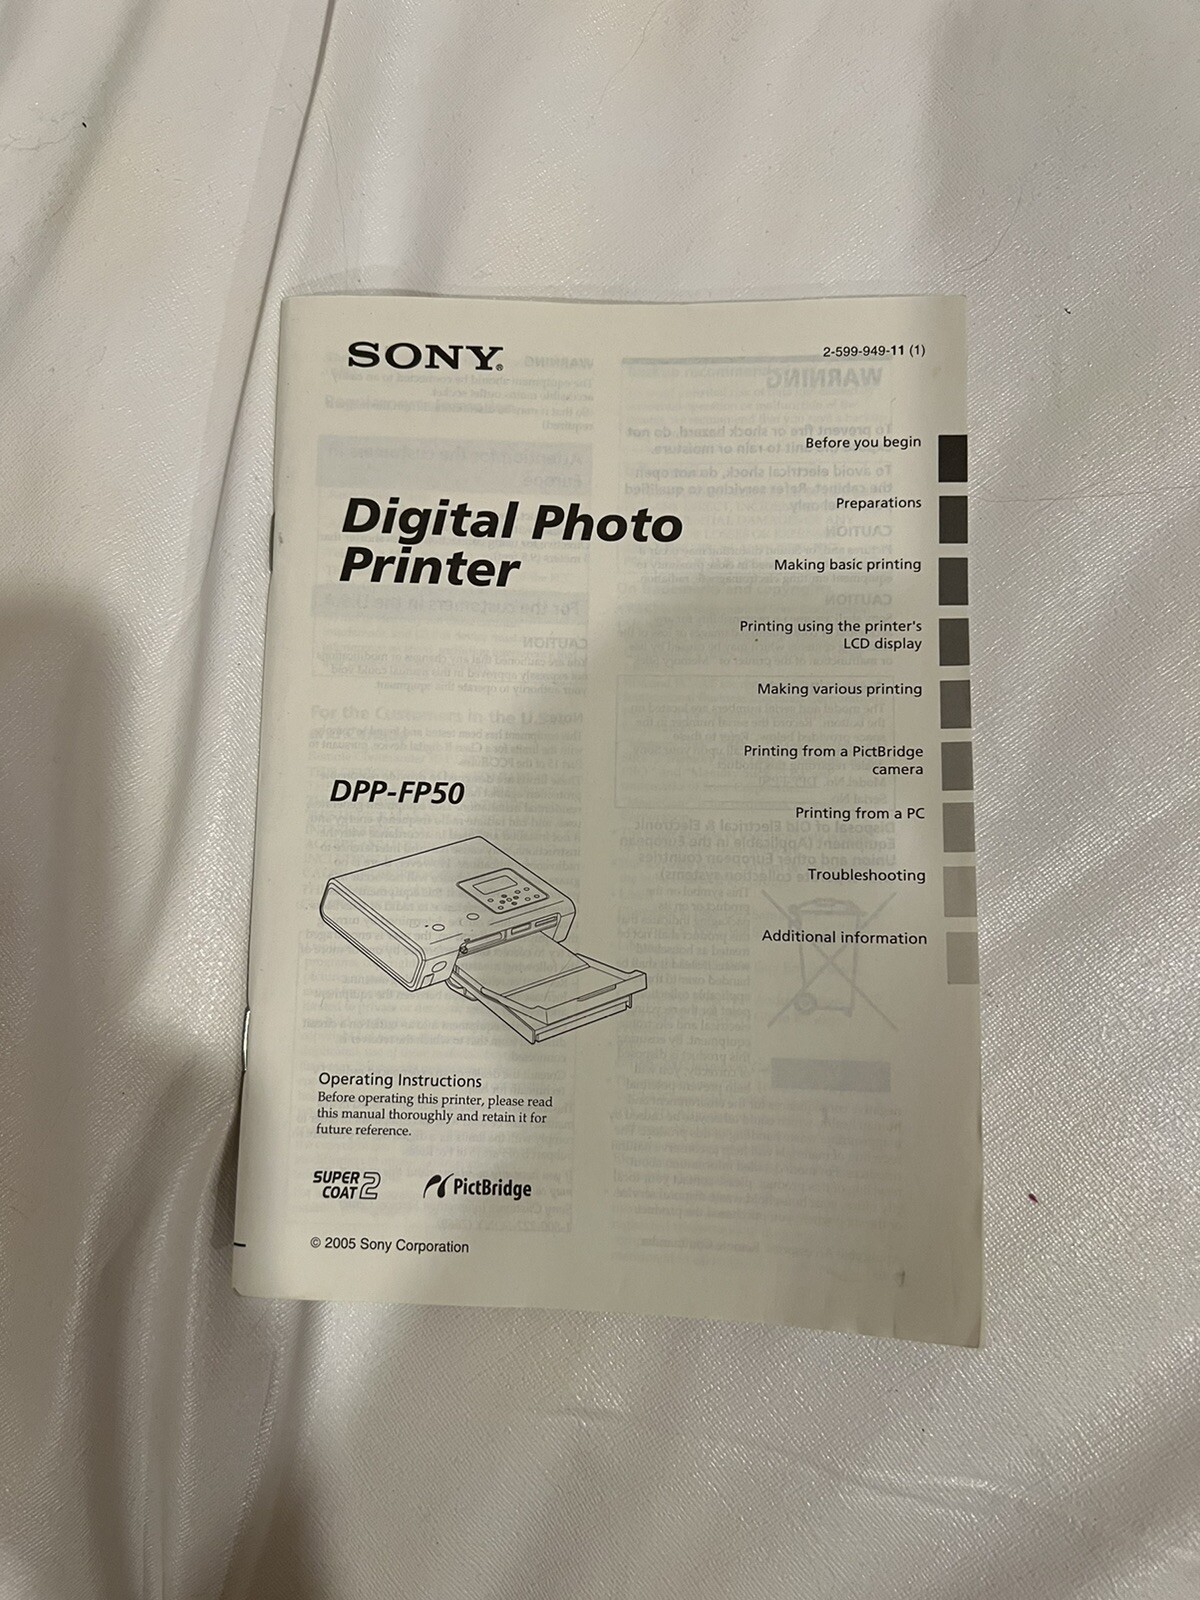 SONY®
2-599-949-11 (1)
Before you begin
Preparations
Making basic printing
Printing using the printer's
LCD display
Making various printing
Printing from a PictBridge
camera
Printing from a PC
Troubleshooting
Additional information
Digital Photo
Printer
DPP-FP50
Operating Instructions
Before operating this printer, please read
this manual thoroughly and retain it for
future reference.
SUPER
COAT 2
PictBridge
© 2005 Sony Corporation